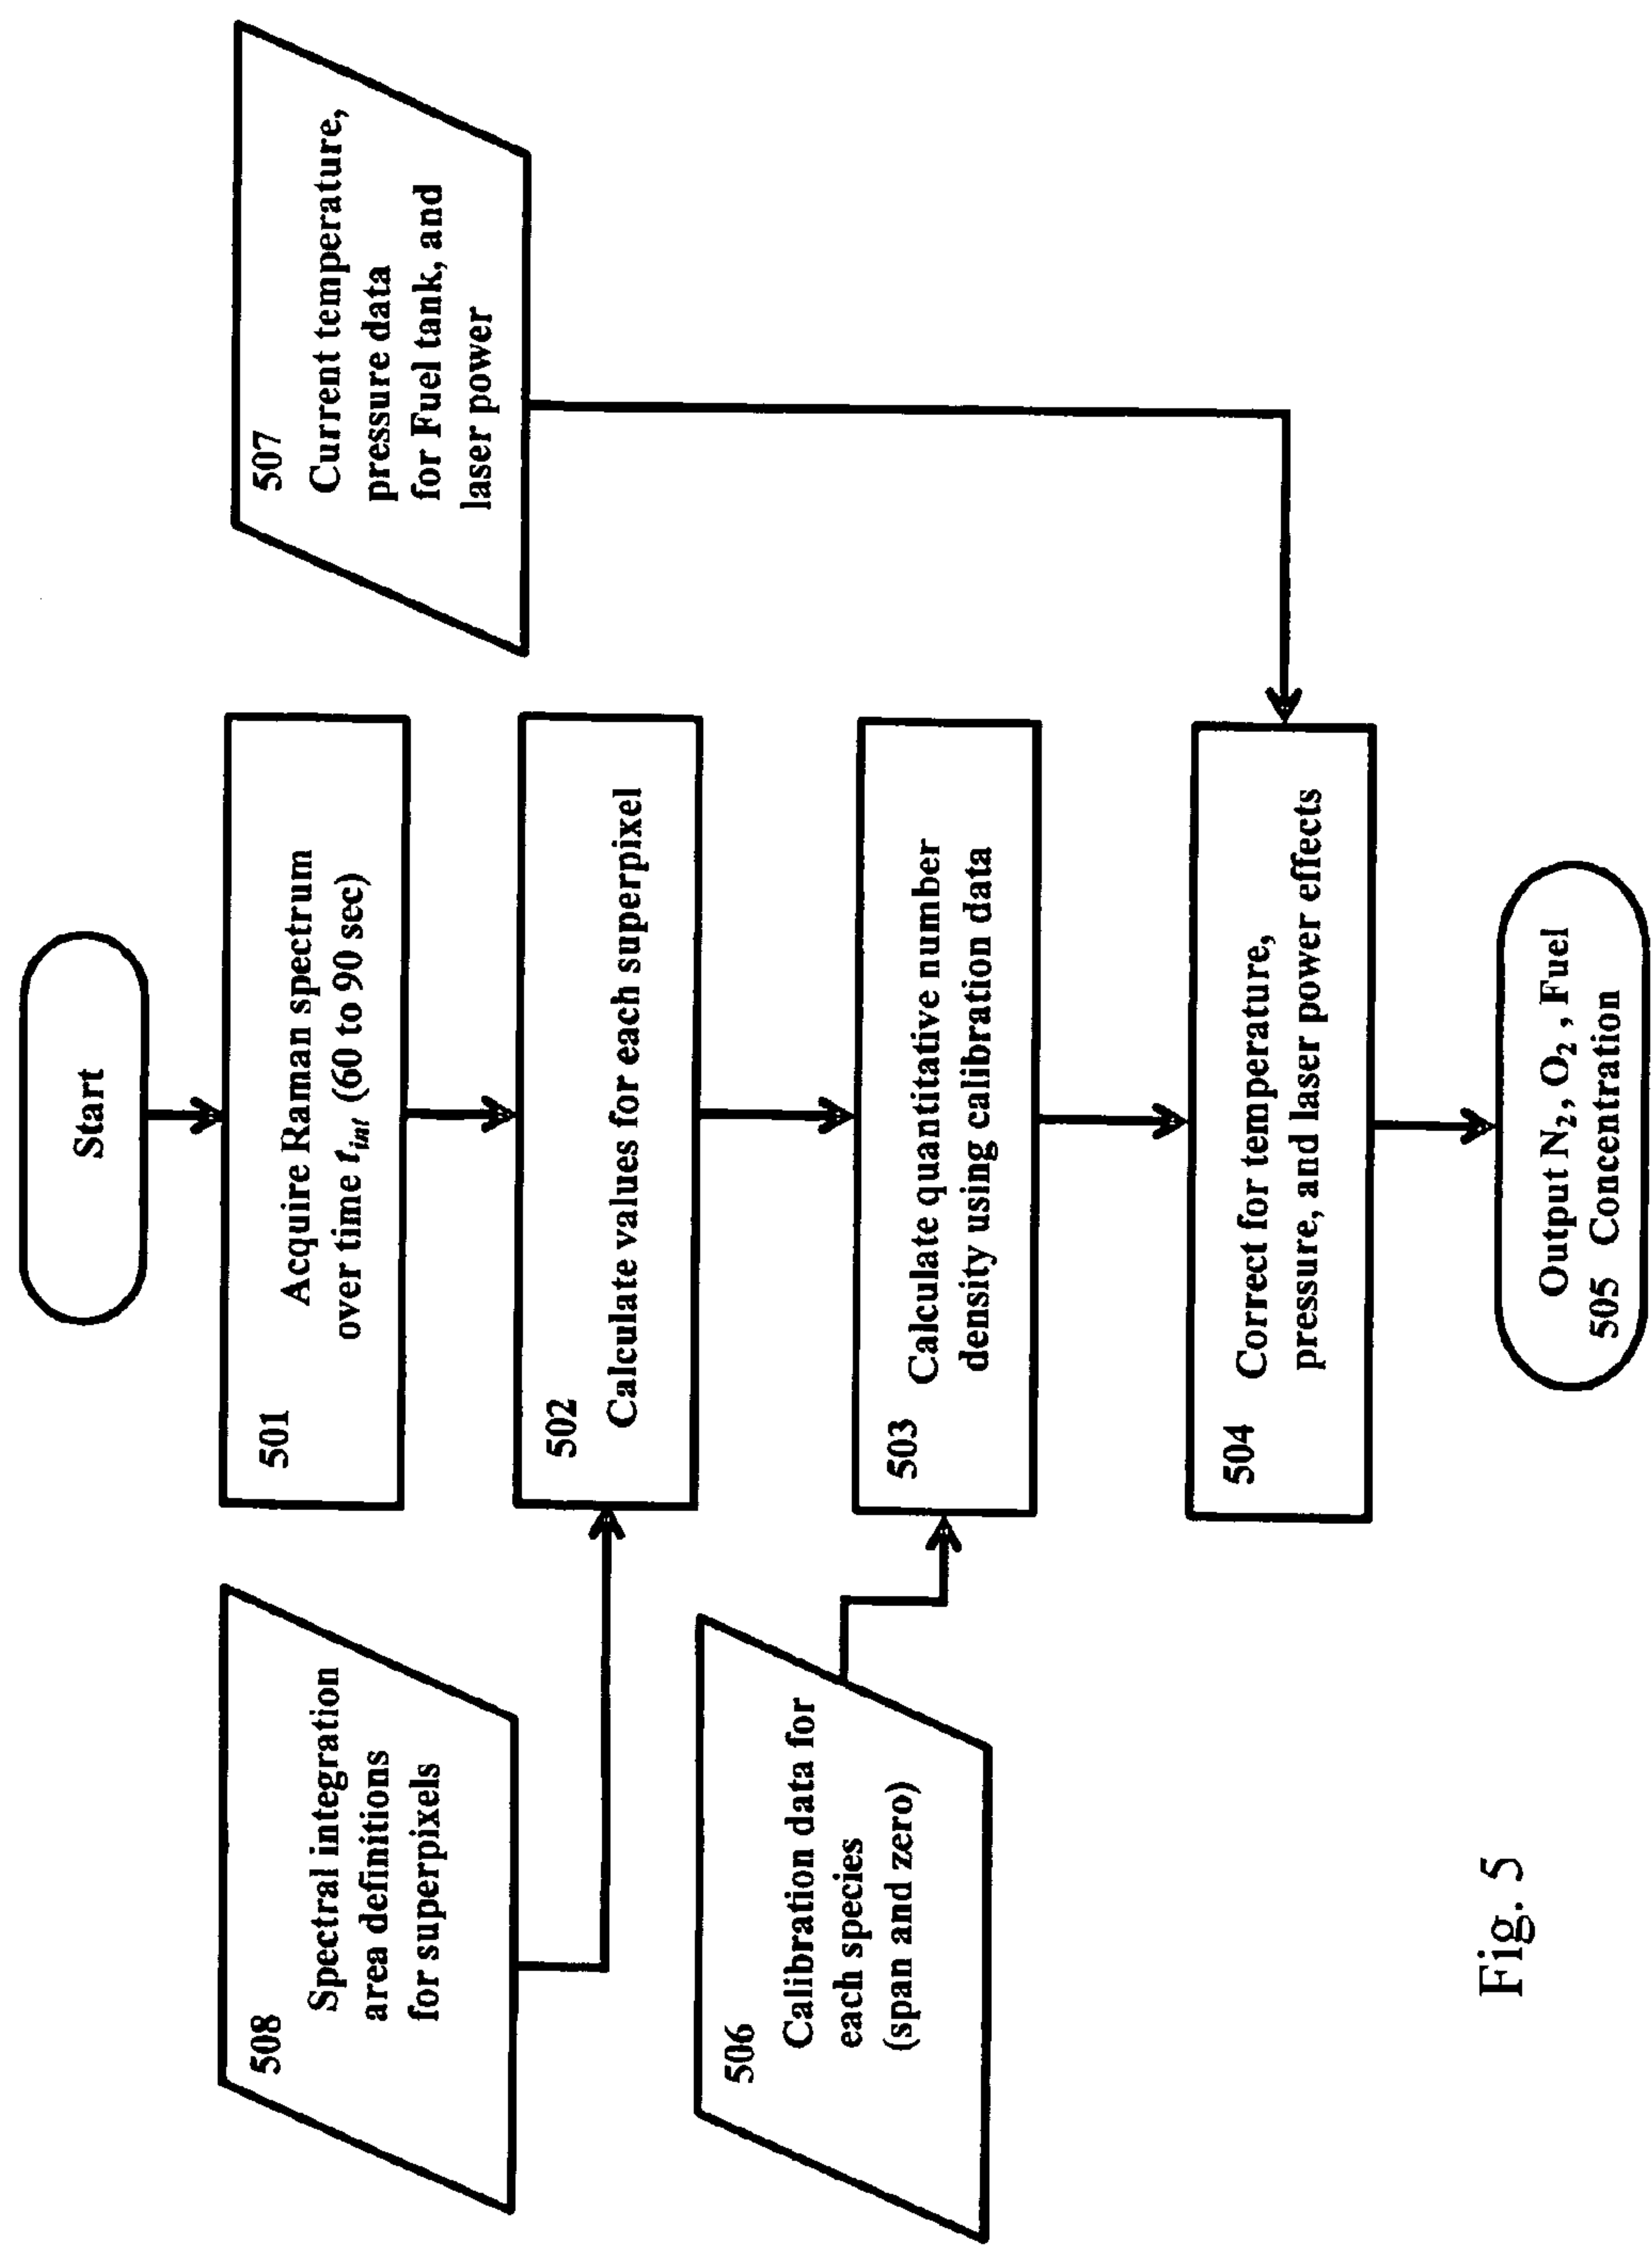 Start
501
Acquire Raman spectrum
over time t_int (60 to 90 sec)
508
Spectral integration
area definitions
for superpixels
502
Calculate values for each superpixel
506
Calibration data for
each species
(span and zero)
503
Calculate quantitative number
density using calibration data
507
Current temperature,
pressure data
for Fuel tank, and
laser power
504
Correct for temperature,
pressure, and laser power effects
Output N₂, O₂, Fuel
505 Concentration
Fig. 5